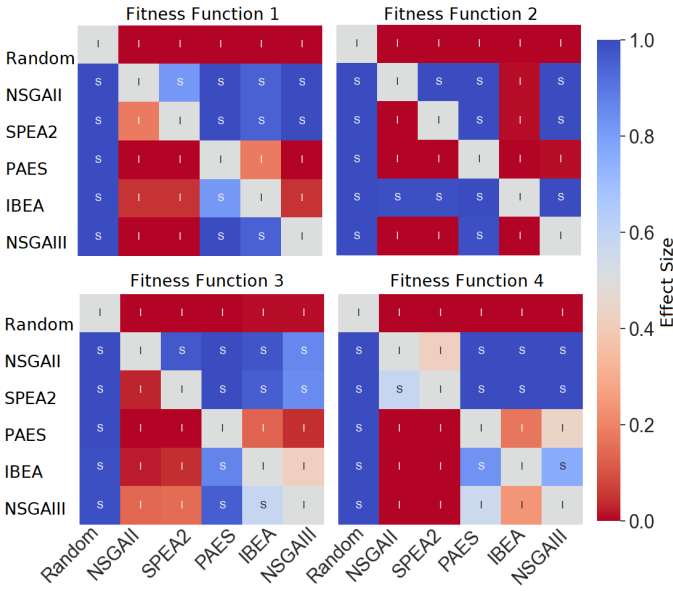 Fitness Function 1
Fitness Function 2
Random I I I I I I I I I I I I
NSGAII S I S S S S S I S S I S
SPEA2 S I I S S S S I I S I S
PAES S I I I I I S I I I I I
IBEA S I I S I I S S S S I S
NSGAIII S I I S S I S I I S I I
Fitness Function 3
Fitness Function 4
Random I I I I I I I I I I I I
NSGAII S I S S S S S I I S S S
SPEA2 S I I S S S S S I S S S
PAES S I I I I I S I I I I I
IBEA S I I S I I S I I S I S
NSGAIII S I I S S I S I I I I I
Random NSGAII SPEA2 PAES IBEA NSGAIII
Random NSGAII SPEA2 PAES IBEA NSGAIII
1.0
0.8
0.6
0.4
0.2
0.0
Effect Size